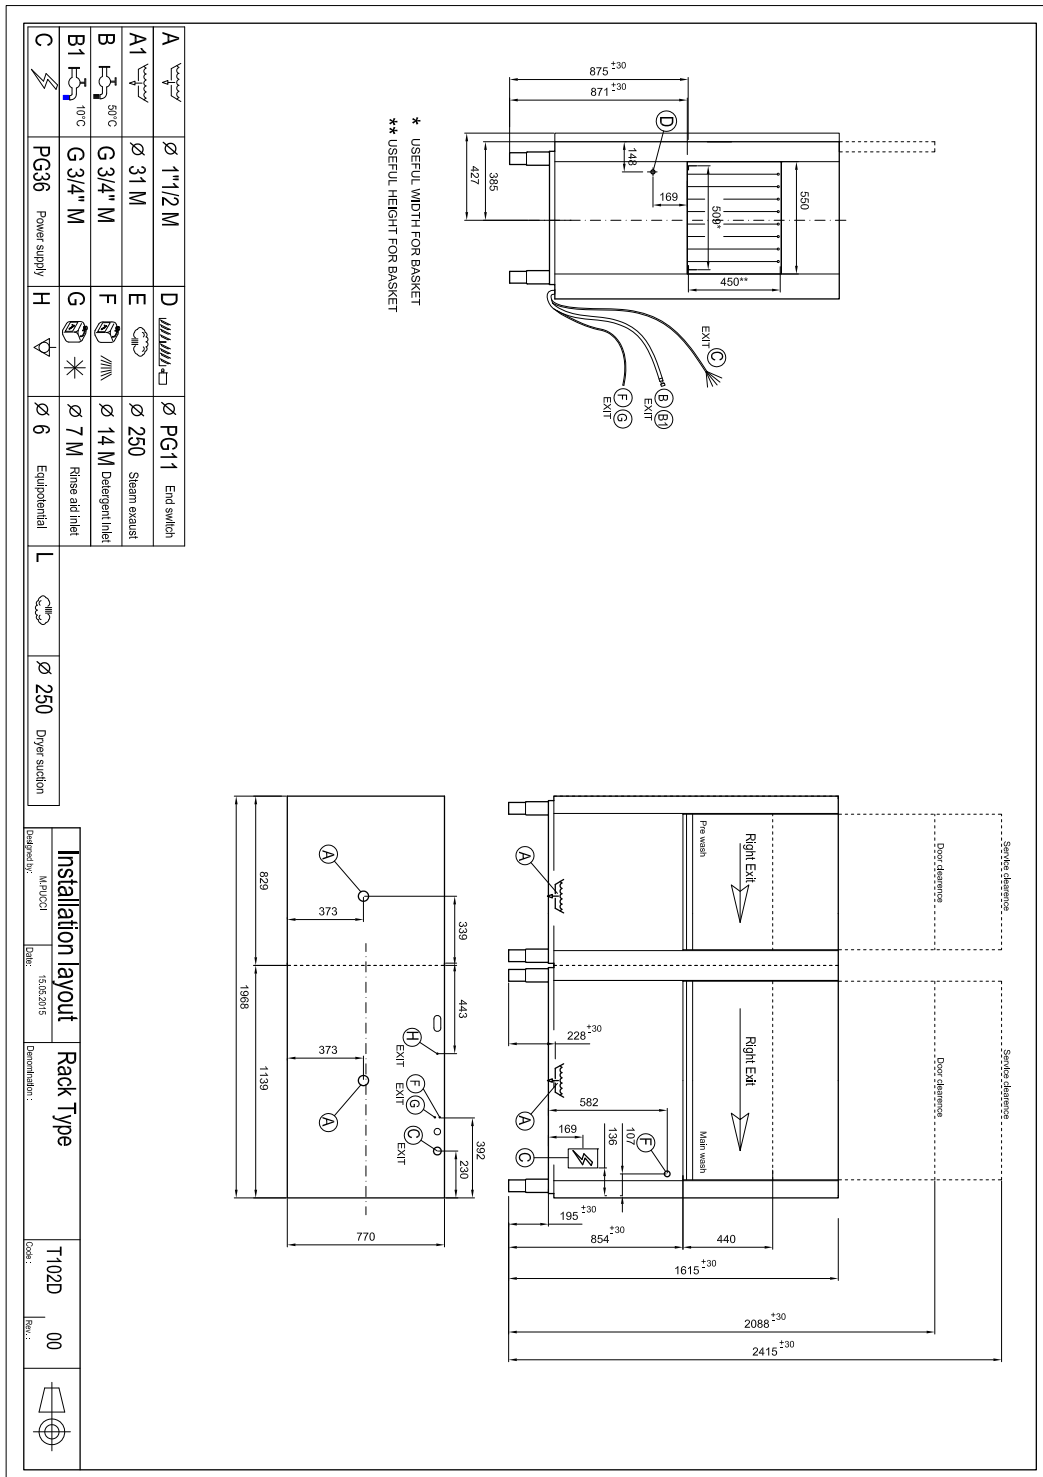 875 ±30
871 ±30
D
148
169
385
427
550
509*
450**
C
EXIT
B B1
EXIT
F G
EXIT
* USEFUL WIDTH FOR BASKET
** USEFUL HEIGHT FOR BASKET
Service clearence
Door clearence
Right Exit
Pre wash
A
Service clearence
Door clearence
Right Exit
Main wash
A
228 ±30
582
169
136
107
F
C
195 ±30
854 ±30
440
1615 ±30
2088 ±30
2415 ±30
A
373
829
339
443
1968
1139
373
A
H
EXIT
F
G
EXIT
C
EXIT
392
230
770
A Ø 1"1/2 M D Ø PG11 End switch
A1 Ø 31 M E Ø 250 Steam exaust
B 50°C G 3/4" M F Ø 14 M Detergent Inlet
B1 10°C G 3/4" M G Ø 7 M Rinse aid inlet
C PG36 Power supply H Ø 6 Equipotential L Ø 250 Dryer suction
Installation layout
Designed by: M.PUCCI
Date: 15.05.2015
Rack Type
Denomination :
T102D
Code :
00
Rev. :